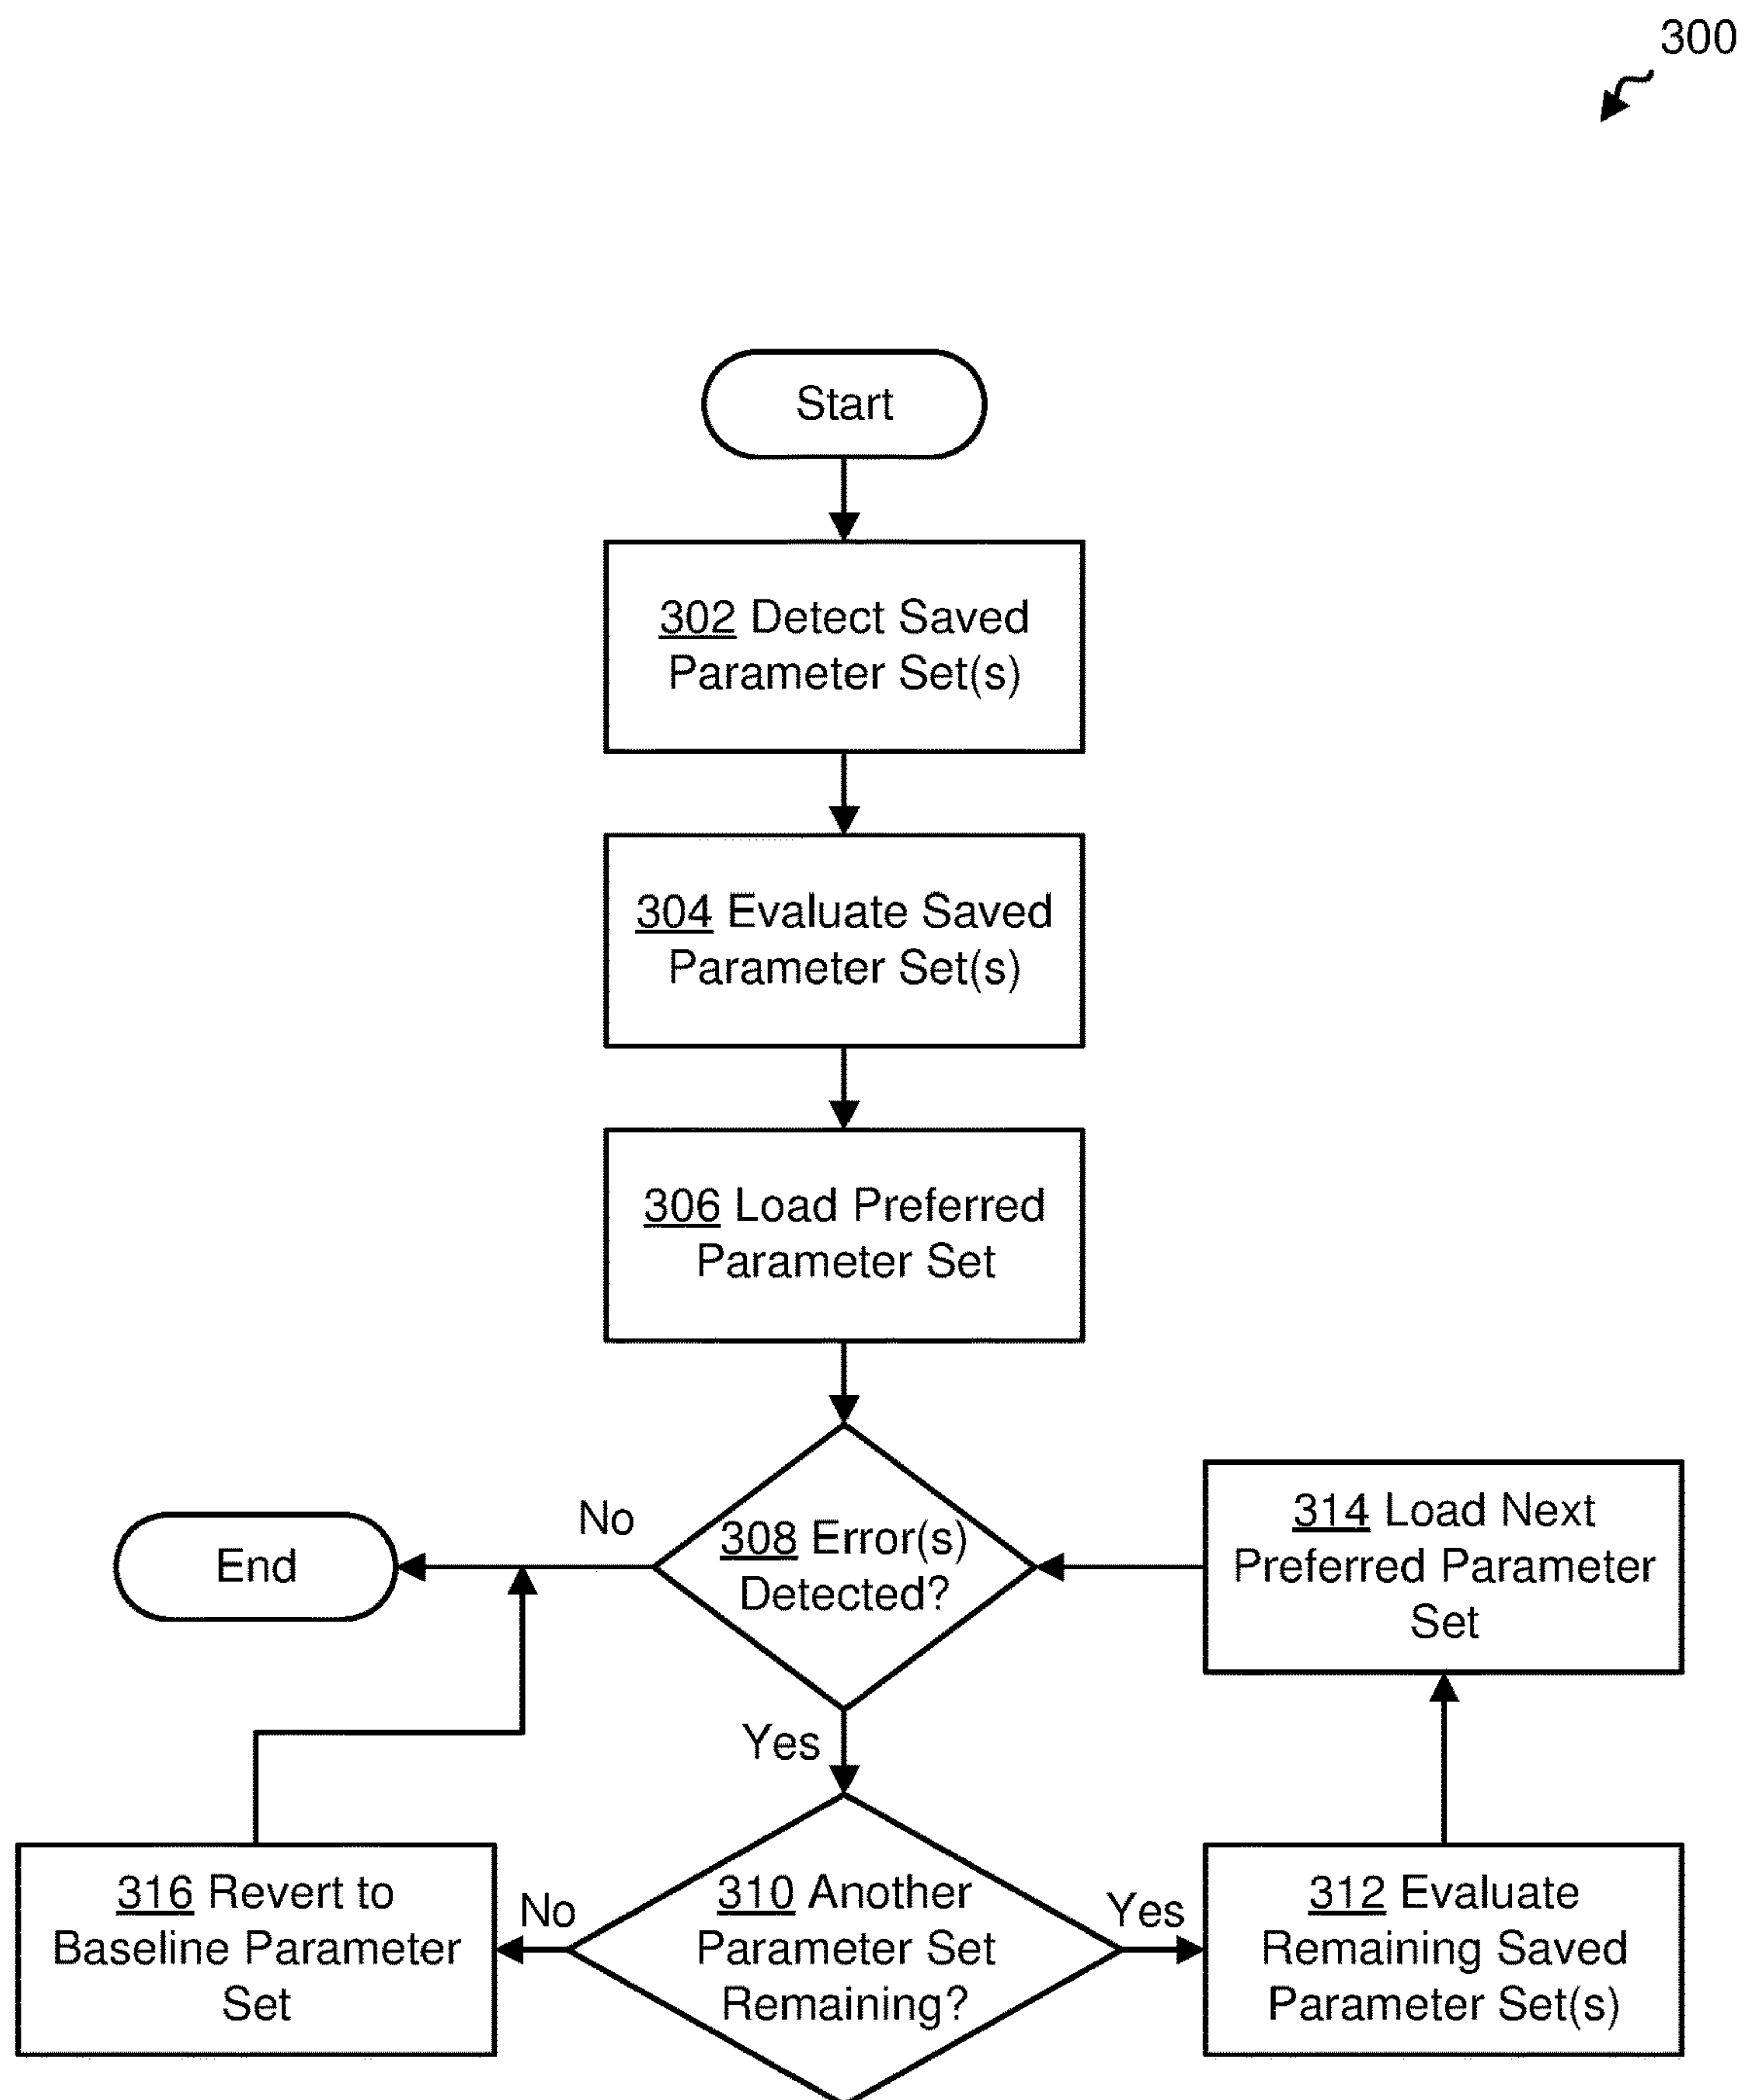 300
Start
302 Detect Saved
Parameter Set(s)
304 Evaluate Saved
Parameter Set(s)
306 Load Preferred
Parameter Set
No
308 Error(s)
Detected?
End
314 Load Next
Preferred Parameter
Set
Yes
316 Revert to
Baseline Parameter
Set
No
310 Another
Parameter Set
Remaining?
Yes
312 Evaluate
Remaining Saved
Parameter Set(s)